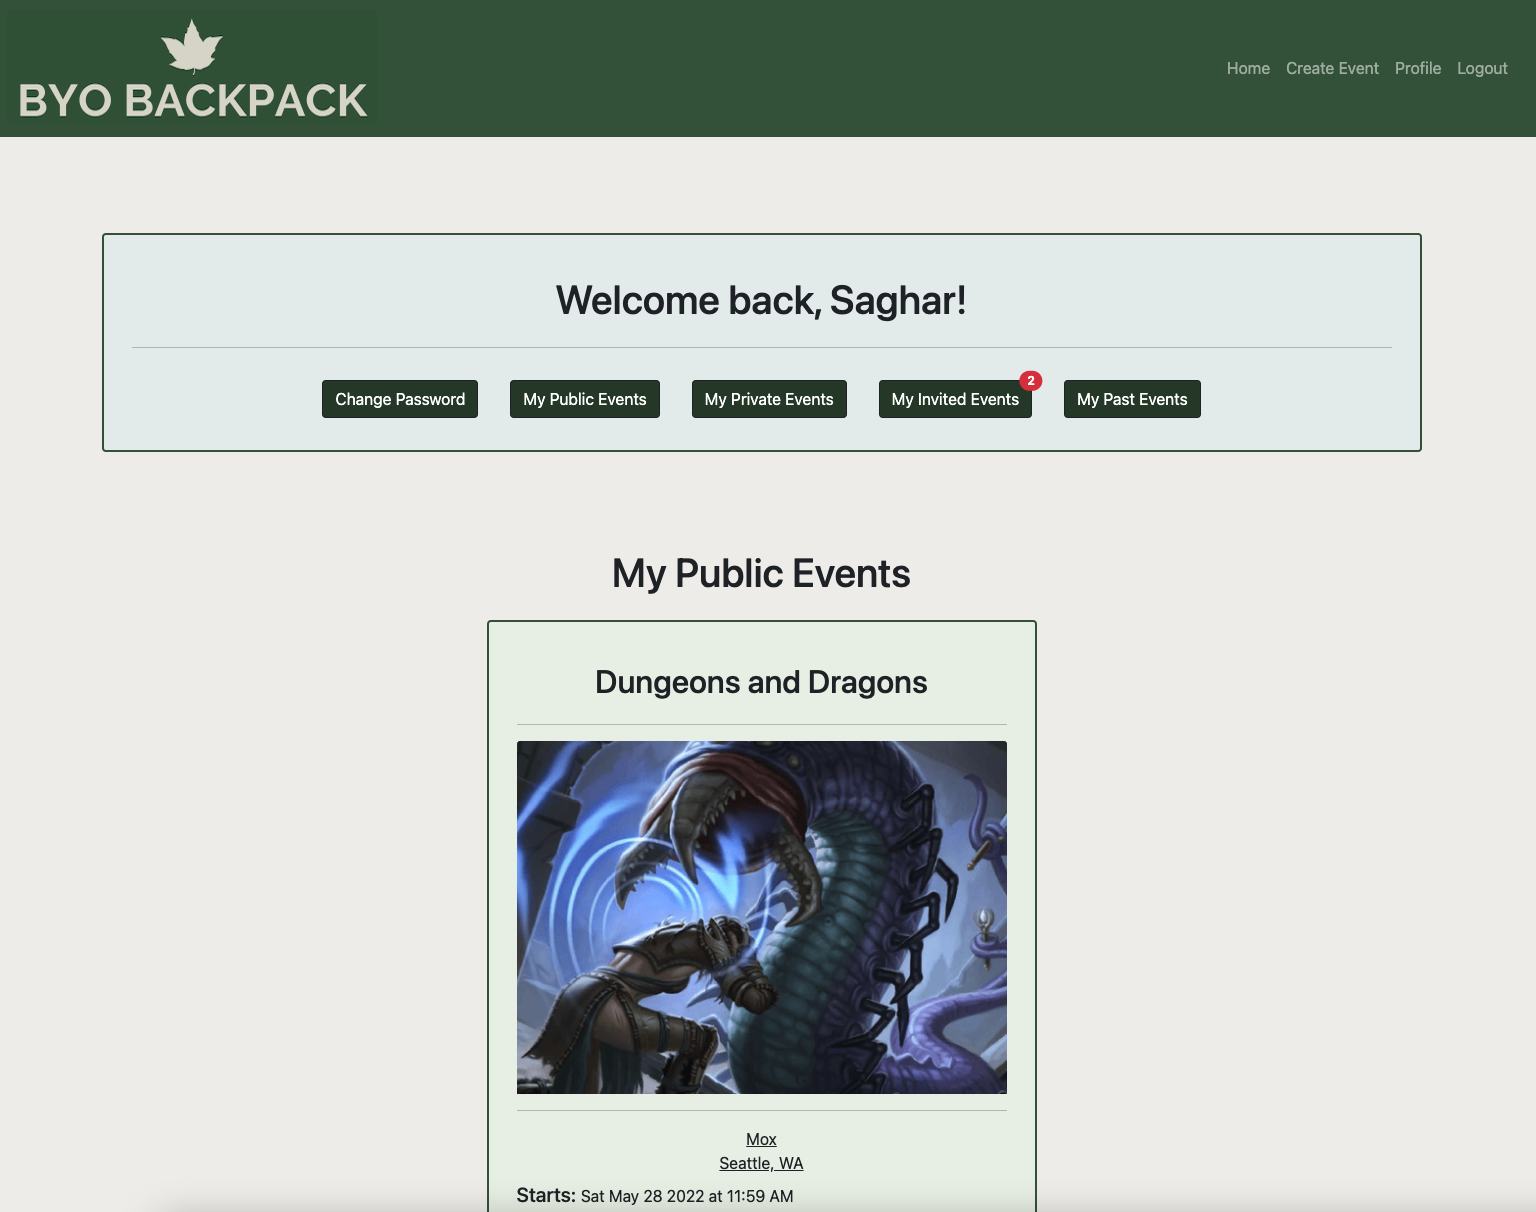 BYO BACKPACK
Home Create Event Profile Logout
Welcome back, Saghar!
Change Password My Public Events My Private Events My Invited Events 2 My Past Events
My Public Events
Dungeons and Dragons
Mox
Seattle, WA
Starts: Sat May 28 2022 at 11:59 AM